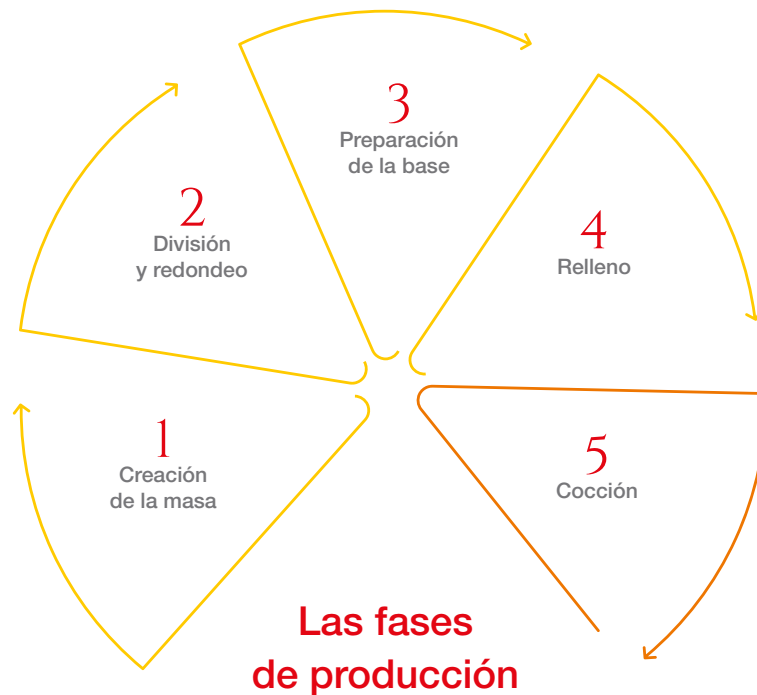 1
Creación
de la masa
2
División
y redondeo
3
Preparación
de la base
4
Relleno
5
Cocción
Las fases
de producción